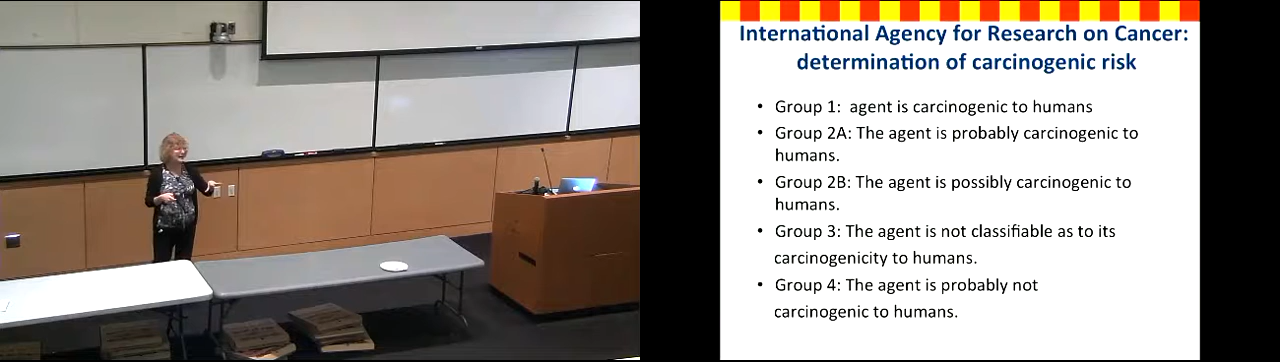 International Agency for Research on Cancer:
determination of carcinogenic risk
• Group 1: agent is carcinogenic to humans
• Group 2A: The agent is probably carcinogenic to
humans.
• Group 2B: The agent is possibly carcinogenic to
humans.
• Group 3: The agent is not classifiable as to its
carcinogenicity to humans.
• Group 4: The agent is probably not
carcinogenic to humans.